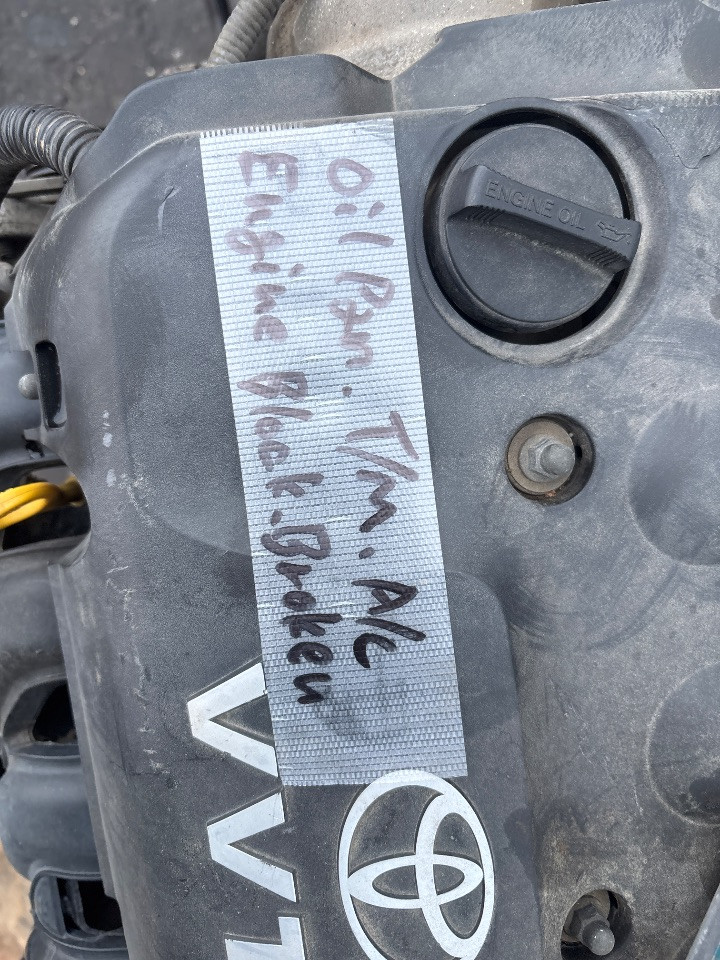 Oil Pan. T/M. A/C
Engine Block. Broken
ENGINE OIL
VVT